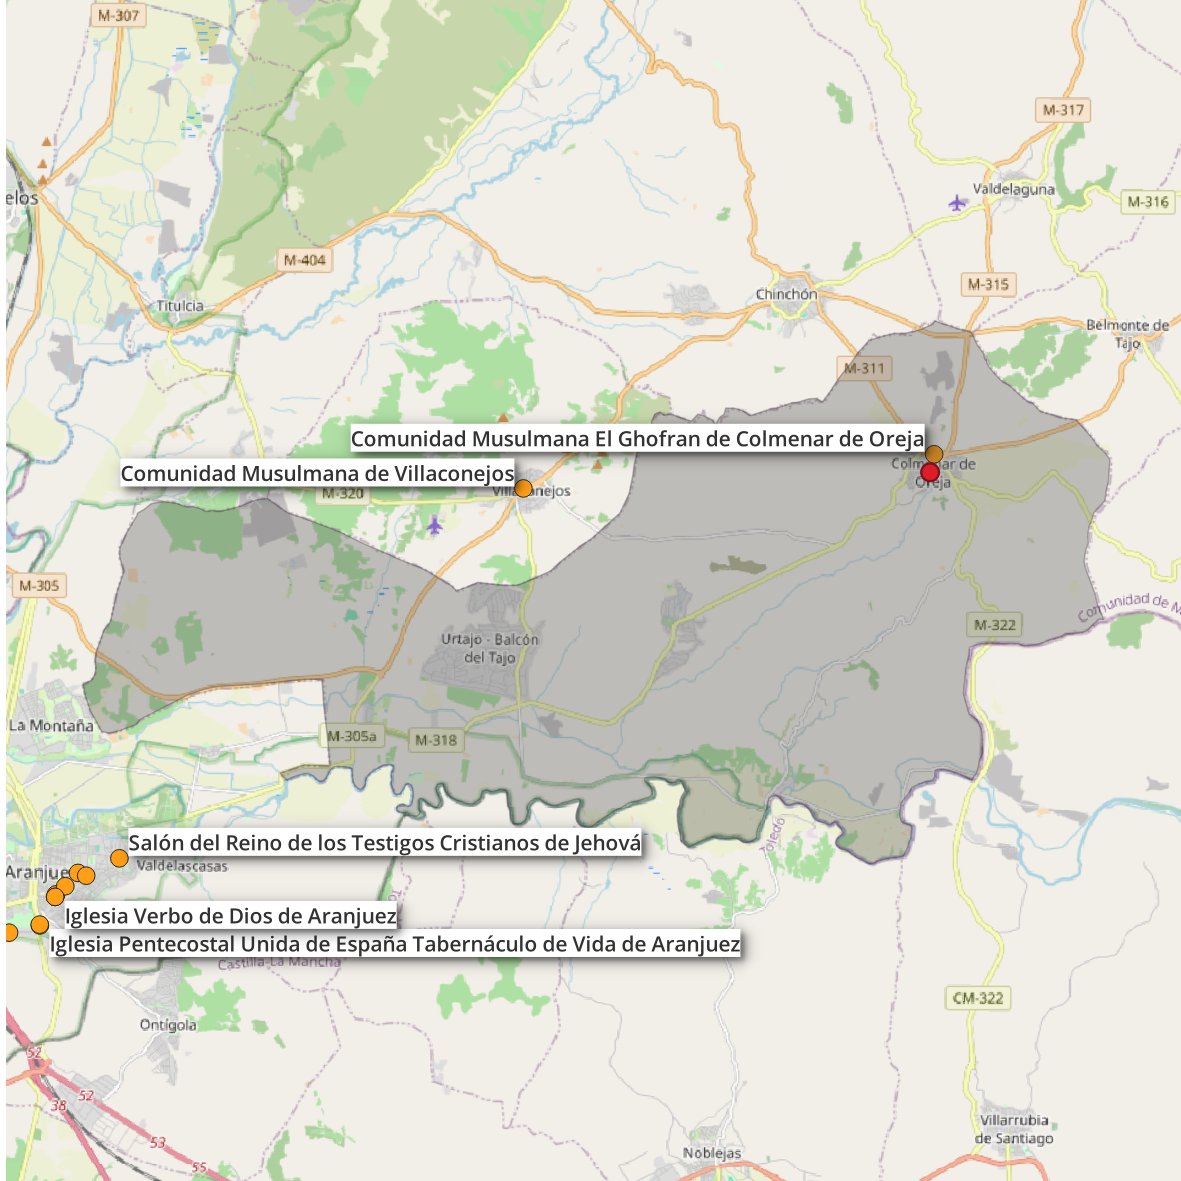 M-307
M-317
Valdelaguna
elos
M-316
M-404
M-315
Chinchón
Titulcia
Belmonte de
Tajo
M-311
Comunidad Musulmana El Ghofran de Colmenar de Oreja
Comunidad Musulmana de Villaconejos
Colmenar de
Oreja
M-320
Villaconejos
M-305
Comunidad de M
M-322
Urtajo - Balcón
del Tajo
La Montaña
M-305a
M-318
Toledo
Salón del Reino de los Testigos Cristianos de Jehová
Valdelascasas
Aranjue
Iglesia Verbo de Dios de Aranjuez
Iglesia Pentecostal Unida de España Tabernáculo de Vida de Aranjuez
Castilla-La Mancha
CM-322
Ontígola
52
52
38
53
55
Villarrubia
de Santiago
Noblejas